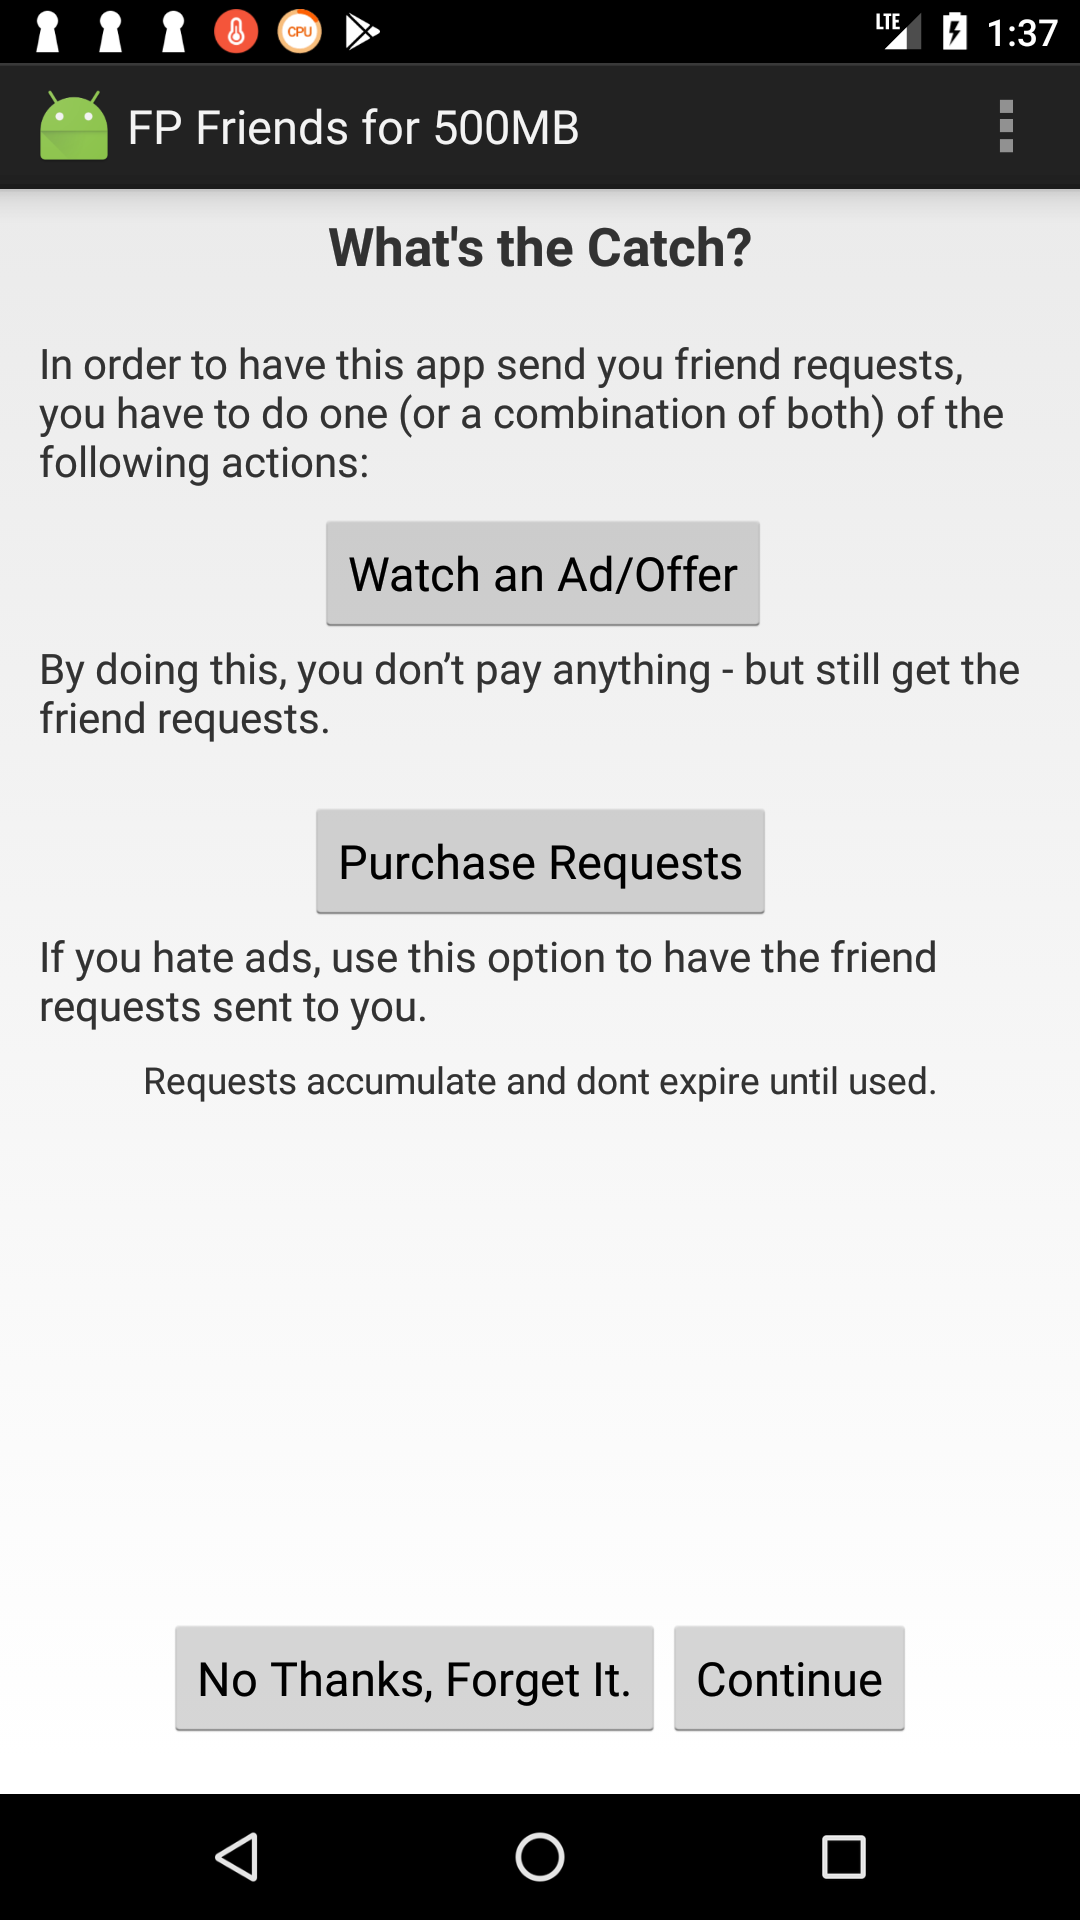 LTE 1:37
CPU
FP Friends for 500MB
What's the Catch?
In order to have this app send you friend requests,
you have to do one (or a combination of both) of the
following actions:
Watch an Ad/Offer
By doing this, you don’t pay anything - but still get the
friend requests.
Purchase Requests
If you hate ads, use this option to have the friend
requests sent to you.
Requests accumulate and dont expire until used.
No Thanks, Forget It.
Continue